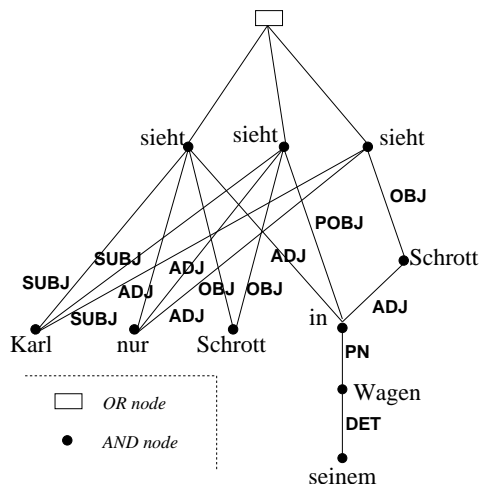 sieht sieht sieht
OBJ
POBJ
SUBJ ADJ ADJ Schrott
SUBJ ADJ OBJ OBJ ADJ
SUBJ ADJ in
Karl nur Schrott
PN
Wagen
OR node
DET
AND node
seinem